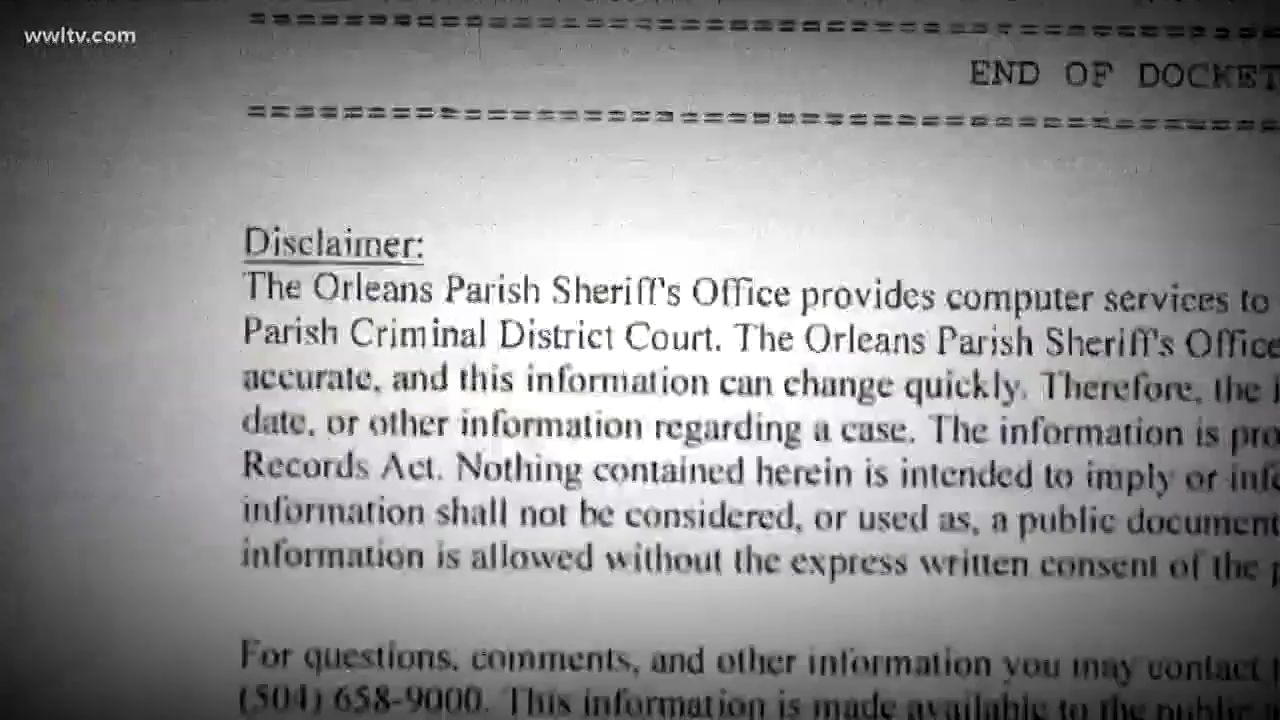 wwltv.com
================================
END OF DOCKET
================================
Disclaimer:
The Orleans Parish Sheriff's Office provides computer services to
Parish Criminal District Court. The Orleans Parish Sheriff's Office
accurate, and this information can change quickly. Therefore, the
date, or other information regarding a case. The information is pro
Records Act. Nothing contained herein is intended to imply or info
information shall not be considered, or used as, a public document
information is allowed without the express written consent of the
For questions, comments, and other information you may contact
(504) 658-9000. This information is made available to the public